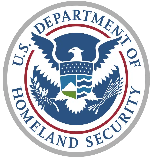 U.S. DEPARTMENT OF
HOMELAND SECURITY